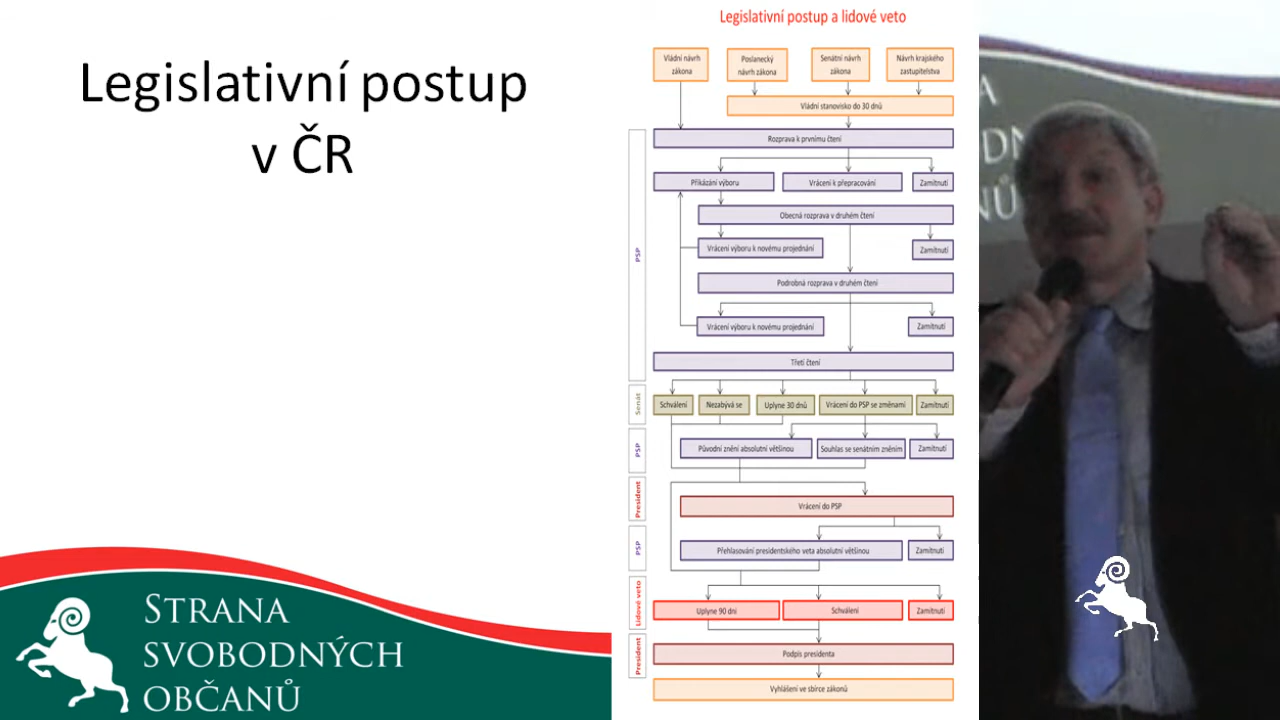 Legislativní postup
v ČR
STRANA
SVOBODNÝCH
OBČANŮ
Legislativní postup a lidové veto
Vládní návrh
zákona
Poslanecký
návrh zákona
Senátní návrh
zákona
Návrh krajského
zastupitelstva
Vládní stanovisko do 30 dnů
PSP
Rozprava k prvnímu čtení
Přikázání výboru
Vrácení k přepracování
Zamítnutí
Obecná rozprava v druhém čtení
Vrácení výboru k novému projednání
Zamítnutí
Podrobná rozprava v druhém čtení
Vrácení výboru k novému projednání
Zamítnutí
Třetí čtení
Senát
Schválení
Nezabývá se
Uplyne 30 dnů
Vrácení do PSP se změnami
Zamítnutí
PSP
Původní znění absolutní většinou
Souhlas se senátním zněním
Zamítnutí
President
Vrácení do PSP
PSP
Přehlasování presidentského veta absolutní většinou
Zamítnutí
Lidové veto
Uplyne 90 dní
Schválení
Zamítnutí
President
Podpis presidenta
Vyhlášení ve sbírce zákonů
A
DN
NŮ